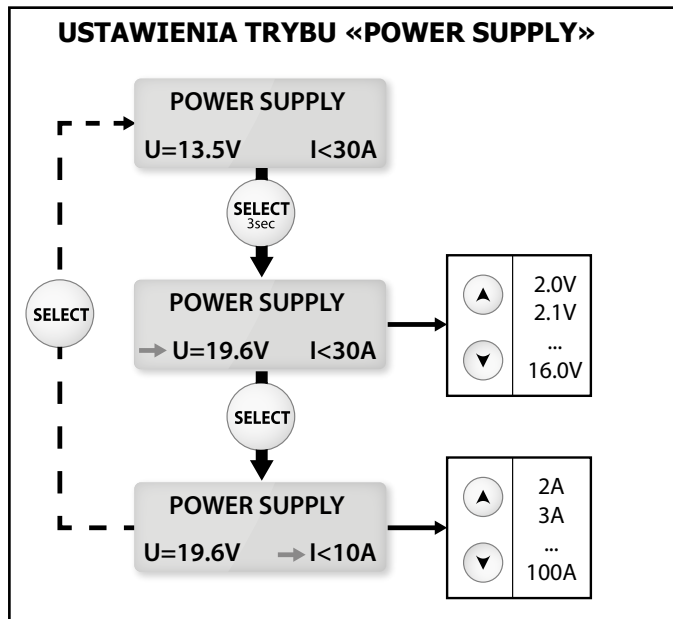 USTAWIENIA TRYBU «POWER SUPPLY»
POWER SUPPLY
U=13.5V I<30A
SELECT
3sec
POWER SUPPLY
U=19.6V I<30A
2.0V
2.1V
...
16.0V
SELECT
SELECT
POWER SUPPLY
U=19.6V I<10A
2A
3A
...
100A